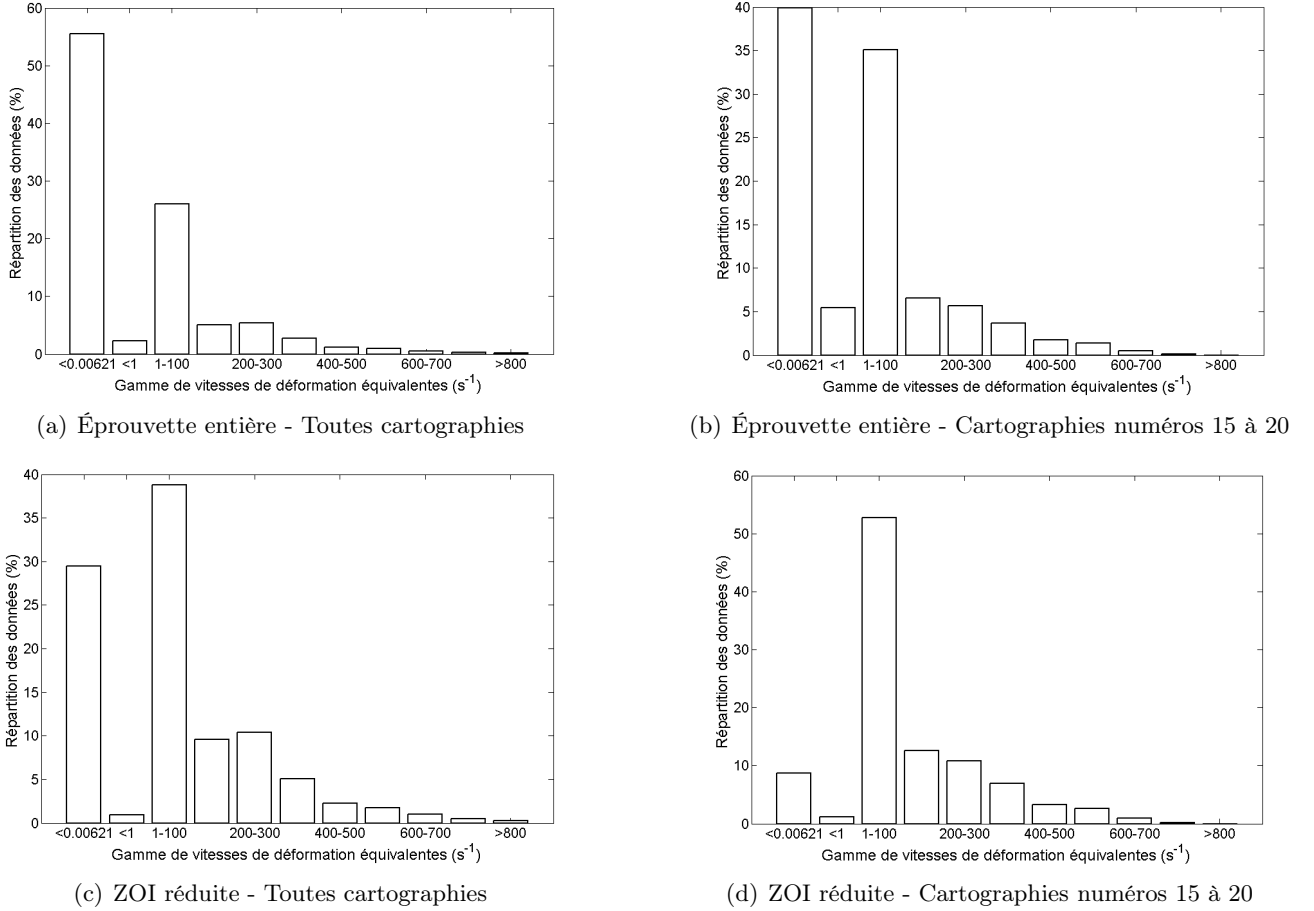 60
50
40
30
20
10
0
Répartition des données (%)
<0.00621 <1 1-100 200-300 400-500 600-700 >800
Gamme de vitesses de déformation équivalentes (s-1)
(a) Éprouvette entière - Toutes cartographies
40
35
30
25
20
15
10
5
0
Répartition des données (%)
<0.00621 <1 1-100 200-300 400-500 600-700 >800
Gamme de vitesses de déformation équivalentes (s-1)
(b) Éprouvette entière - Cartographies numéros 15 à 20
40
35
30
25
20
15
10
5
0
Répartition des données (%)
<0.00621 <1 1-100 200-300 400-500 600-700 >800
Gamme de vitesses de déformation équivalentes (s-1)
(c) ZOI réduite - Toutes cartographies
60
50
40
30
20
10
0
Répartition des données (%)
<0.00621 <1 1-100 200-300 400-500 600-700 >800
Gamme de vitesses de déformation équivalentes (s-1)
(d) ZOI réduite - Cartographies numéros 15 à 20